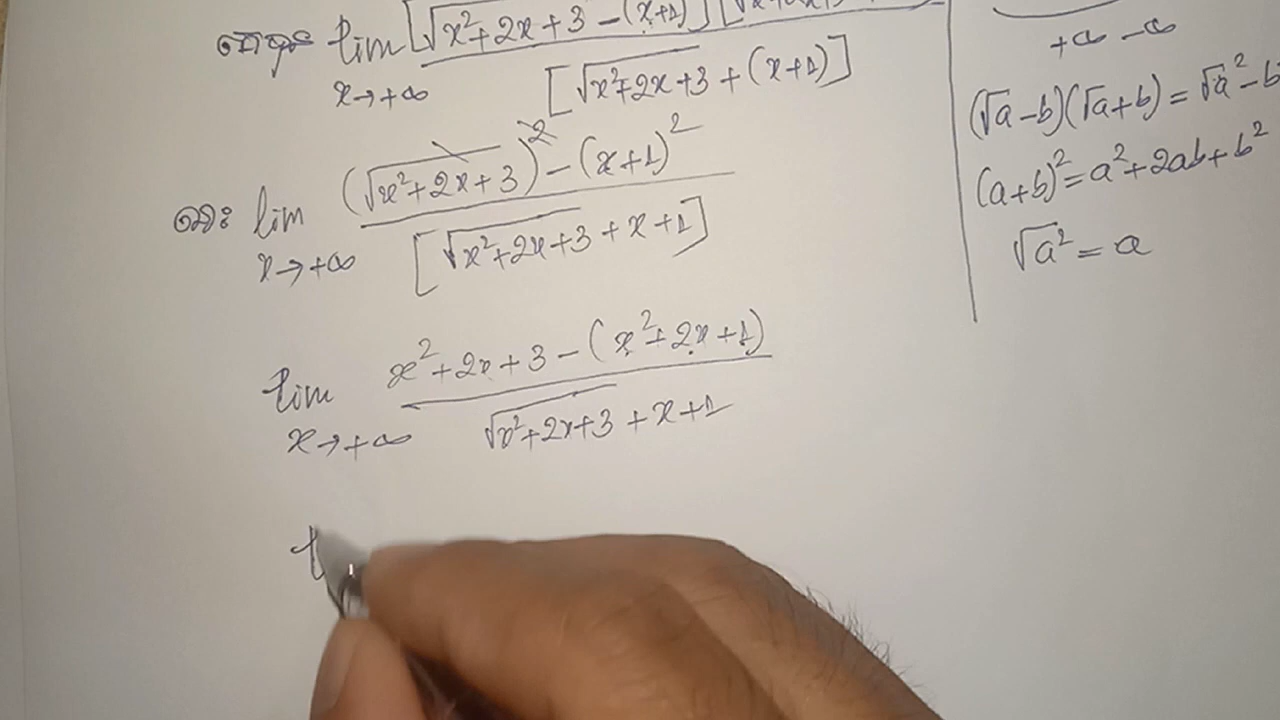 lim [√x²+2x+3 -(x+1)]
x→+∞ [√x²+2x+3 + (x+1)]
lim (√x²+2x+3)² - (x+1)²
x→+∞ [√x²+2x+3 + x+1]
lim x²+2x+3 - (x²+2x+1)
x→+∞ √x²+2x+3 + x+1
+∞ -∞
(√a -b)(√a+b) = √a² -b
(a+b)² = a²+2ab+b²
√a² = a